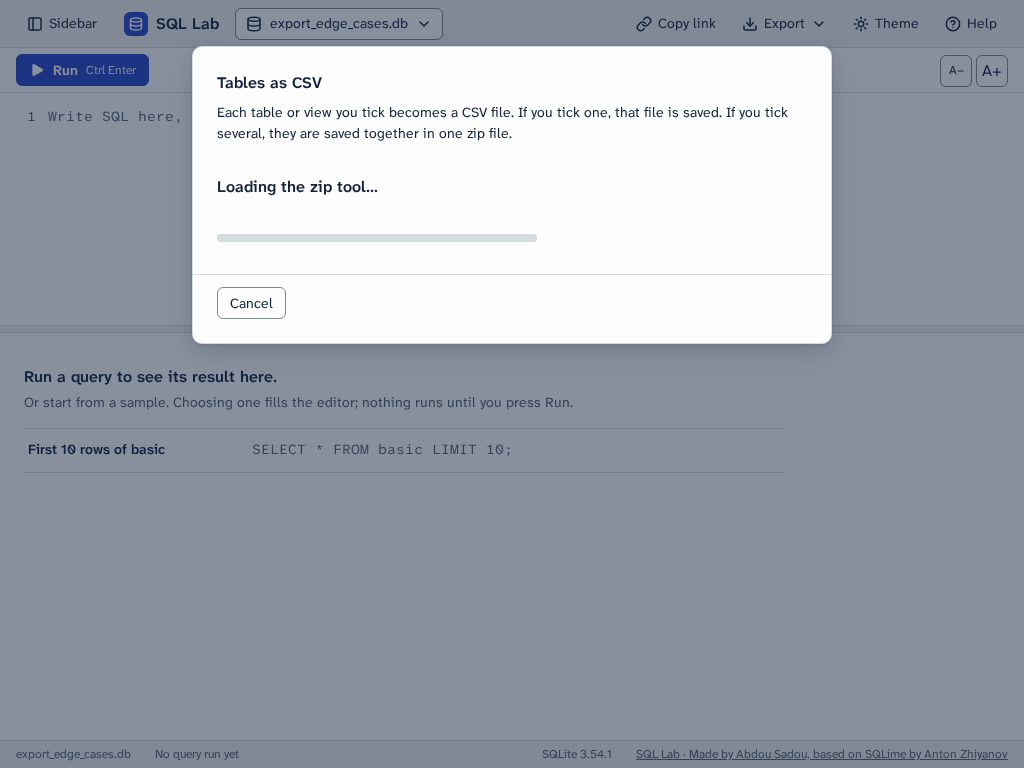 Sidebar
SQL Lab
export_edge_cases.db
Copy link
Export
Theme
Help
Run Ctrl Enter
A−
A+
1 Write SQL here,
Tables as CSV
Each table or view you tick becomes a CSV file. If you tick one, that file is saved. If you tick
several, they are saved together in one zip file.
Loading the zip tool…
Cancel
Run a query to see its result here.
Or start from a sample. Choosing one fills the editor; nothing runs until you press Run.
First 10 rows of basic SELECT * FROM basic LIMIT 10;
export_edge_cases.db
No query run yet
SQLite 3.54.1
SQL Lab · Made by Abdou Sadou, based on SQLime by Anton Zhiyanov